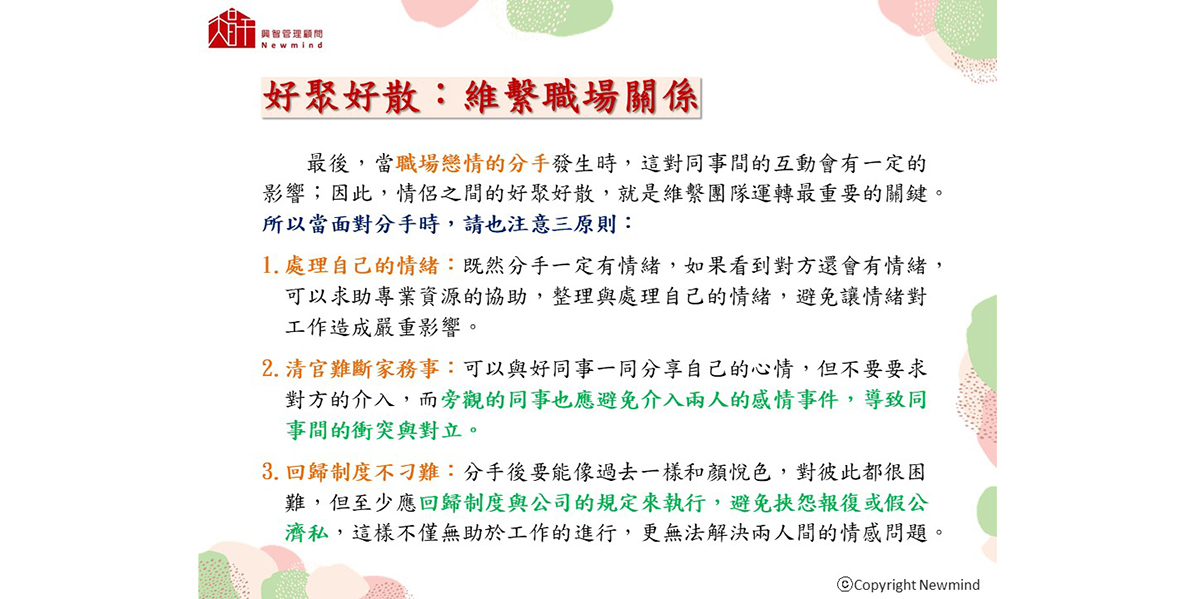 興智管理顧問
Newmind
好聚好散：維繫職場關係
最後，當職場戀情的分手發生時，這對同事間的互動會有一定的
影響；因此，情侶之間的好聚好散，就是維繫團隊運轉最重要的關鍵。
所以當面對分手時，請也注意三原則：
1. 處理自己的情緒：既然分手一定有情緒，如果看到對方還會有情緒，
可以求助專業資源的協助，整理與處理自己的情緒，避免讓情緒對
工作造成嚴重影響。
2. 清官難斷家務事：可以與好同事一同分享自己的心情，但不要要求
對方的介入，而旁觀的同事也應避免介入兩人的感情事件，導致同
事間的衝突與對立。
3. 回歸制度不刁難：分手後要能像過去一樣和顏悅色，對彼此都很困
難，但至少應回歸制度與公司的規定來執行，避免挾怨報復或假公
濟私，這樣不僅無助於工作的進行，更無法解決兩人間的情感問題。
ⓒCopyright Newmind